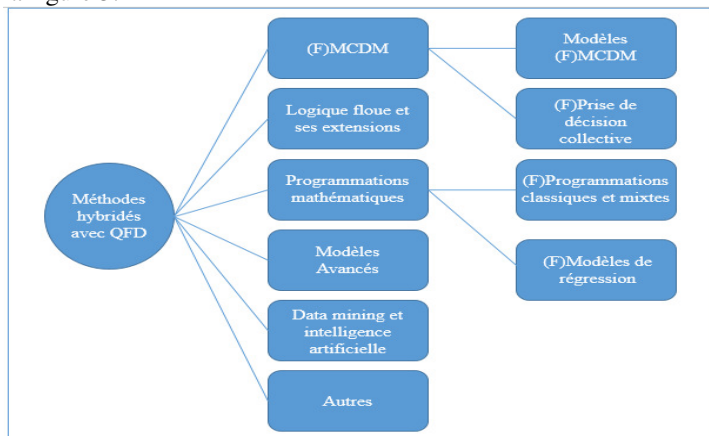 (F)MCDM
Modèles
(F)MCDM
Logique floue et
ses extensions
(F)Prise de
décision
collective
Méthodes
hybridés
avec QFD
Programmations
mathématiques
(F)Programmations
classiques et mixtes
Modèles
Avancés
(F)Modèles de
régression
Data mining et
intelligence
artificielle
Autres